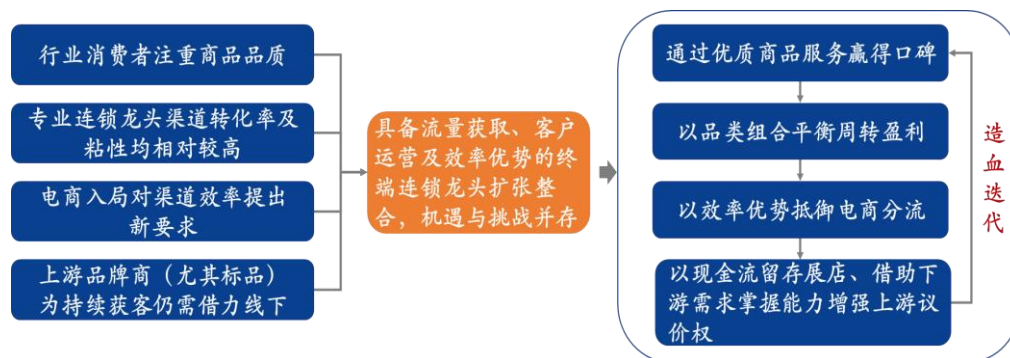 行业消费者注重商品品质
专业连锁龙头渠道转化率及
粘性均相对较高
电商入局对渠道效率提出
新要求
上游品牌商（尤其标品）
为持续获客仍需借力线下
具备流量获取、客户
运营及效率优势的终
端连锁龙头扩张整
合，机遇与挑战并存
通过优质商品服务赢得口碑
以品类组合平衡周转盈利
以效率优势抵御电商分流
以现金流留存展店、借助下
游需求掌握能力增强上游议
价权
造血迭代